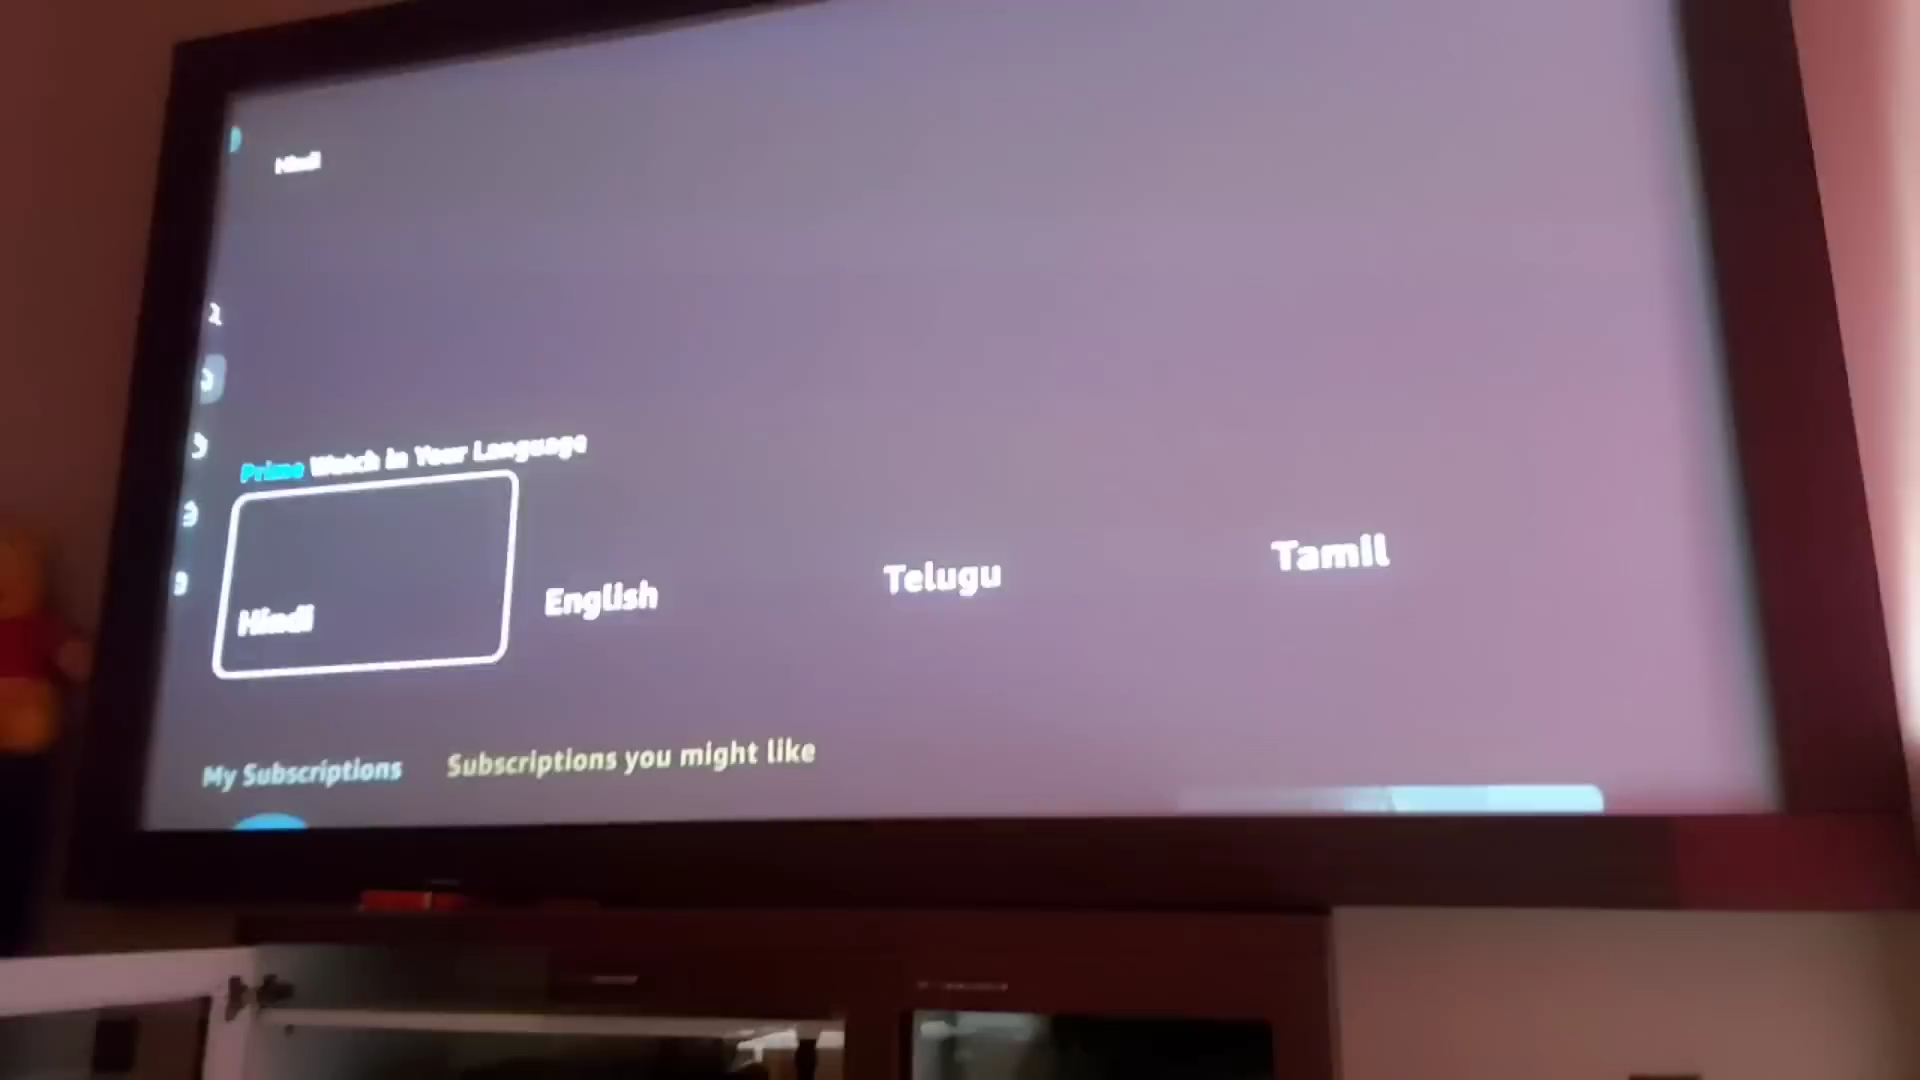 Hindi
Prime Watch in Your Language
Hindi English Telugu Tamil
My Subscriptions Subscriptions you might like